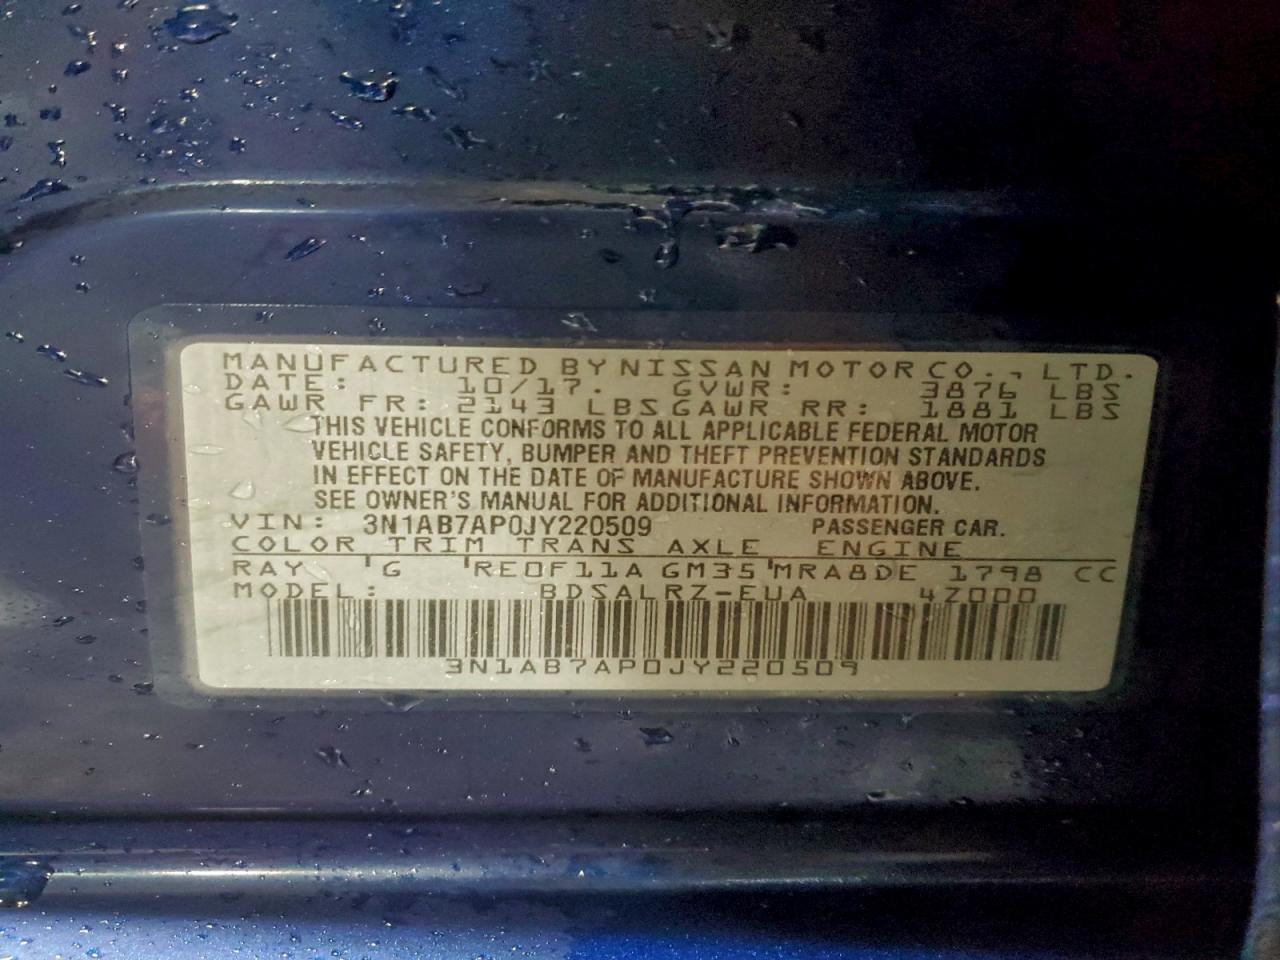 MANUFACTURED BY NISSAN MOTOR CO., LTD.
DATE: 10/17. GVWR: 3876 LBS
GAWR FR: 2143 LBS GAWR RR: 1881 LBS
THIS VEHICLE CONFORMS TO ALL APPLICABLE FEDERAL MOTOR
VEHICLE SAFETY, BUMPER AND THEFT PREVENTION STANDARDS
IN EFFECT ON THE DATE OF MANUFACTURE SHOWN ABOVE.
SEE OWNER'S MANUAL FOR ADDITIONAL INFORMATION.
VIN: 3N1AB7AP0JY220509 PASSENGER CAR.
COLOR TRIM TRANS AXLE ENGINE
RAY 'G 'RE0F11A GM35 'MRA8DE 1798 CC
MODEL: BDSALRZ-EUA 4Z000
3N1AB7AP0JY220509